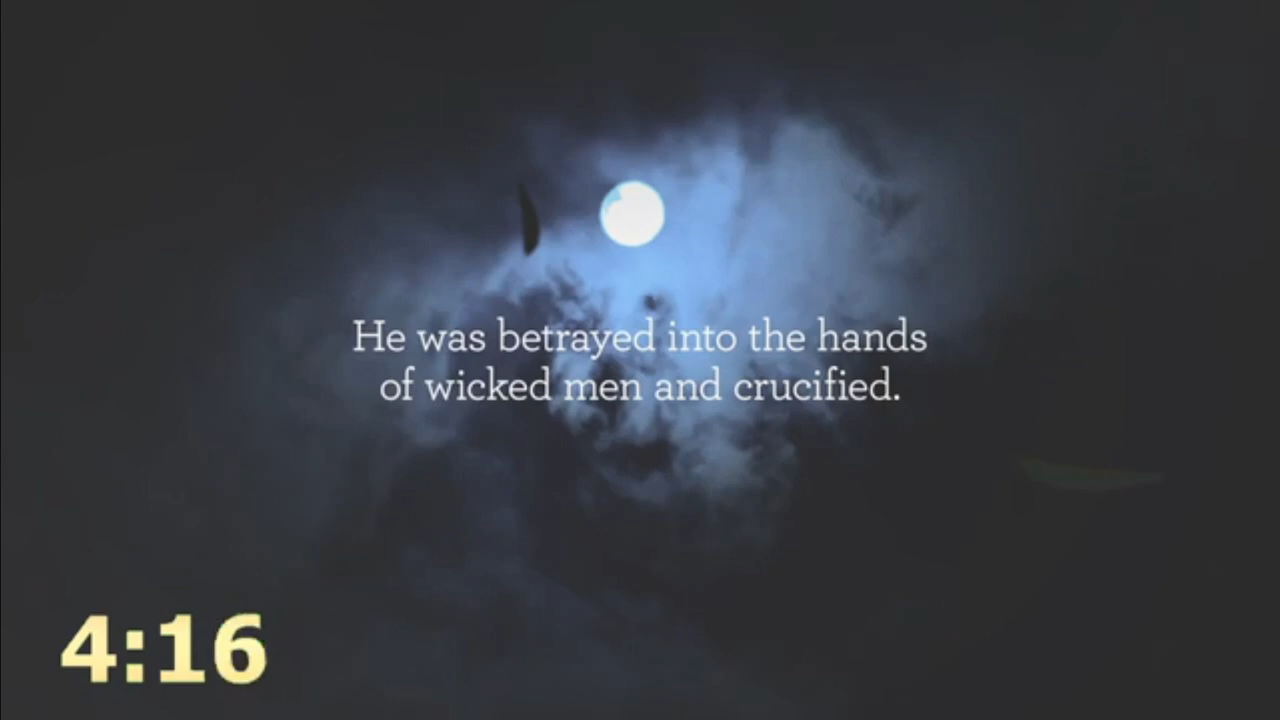 He was betrayed into the hands
of wicked men and crucified.
4:16